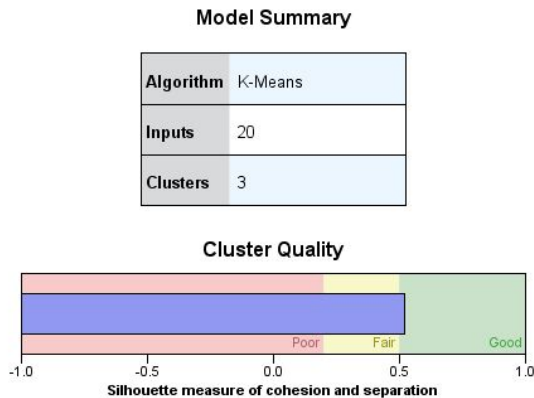 Model Summary
Algorithm K-Means
Inputs 20
Clusters 3
Cluster Quality
Poor Fair Good
-1.0 -0.5 0.0 0.5 1.0
Silhouette measure of cohesion and separation